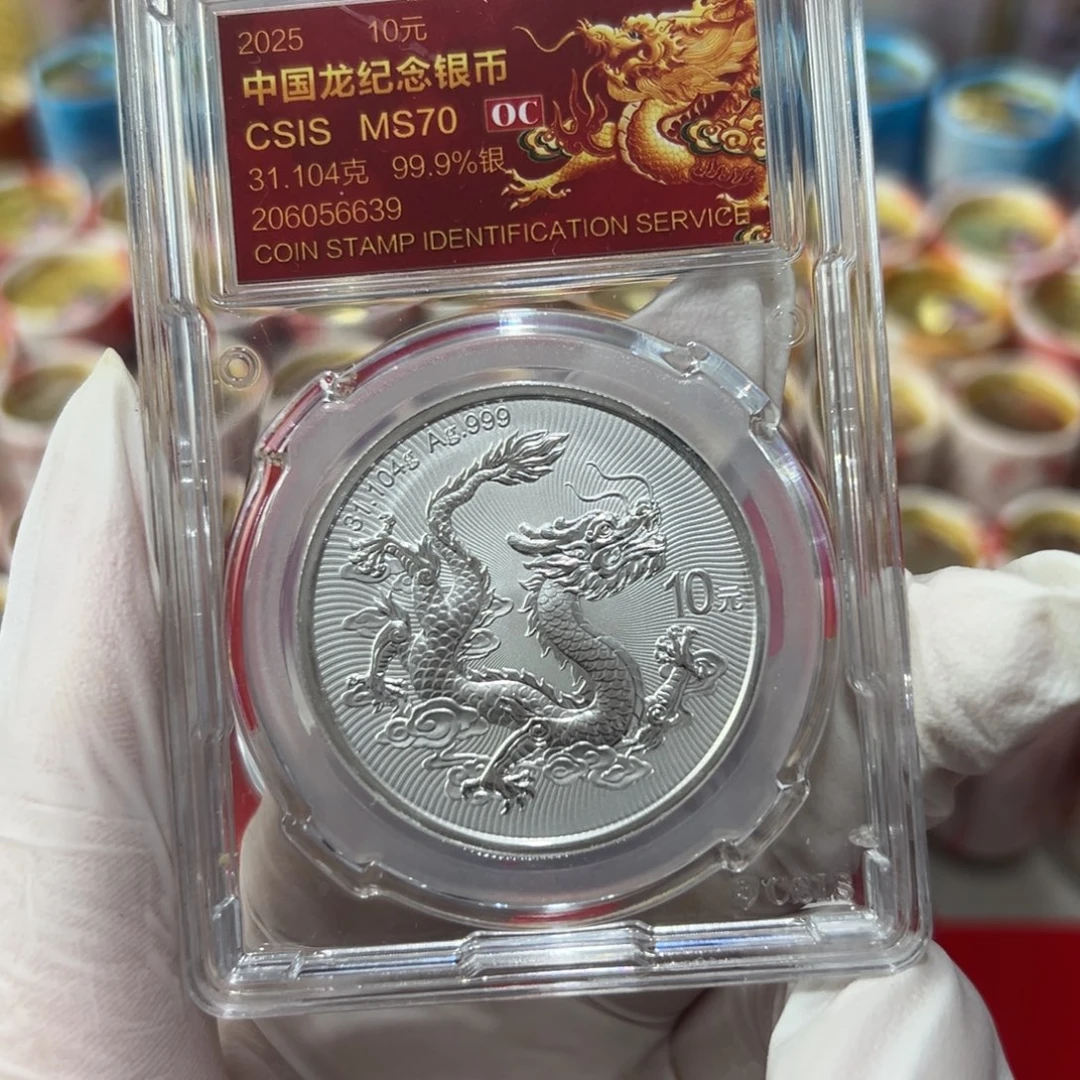 2025 10元
中国龙纪念银币
CSIS MS70 OC
31.104克 99.9%银
206056639
COIN STAMP IDENTIFICATION SERVICE
31.104g Ag.999
10元